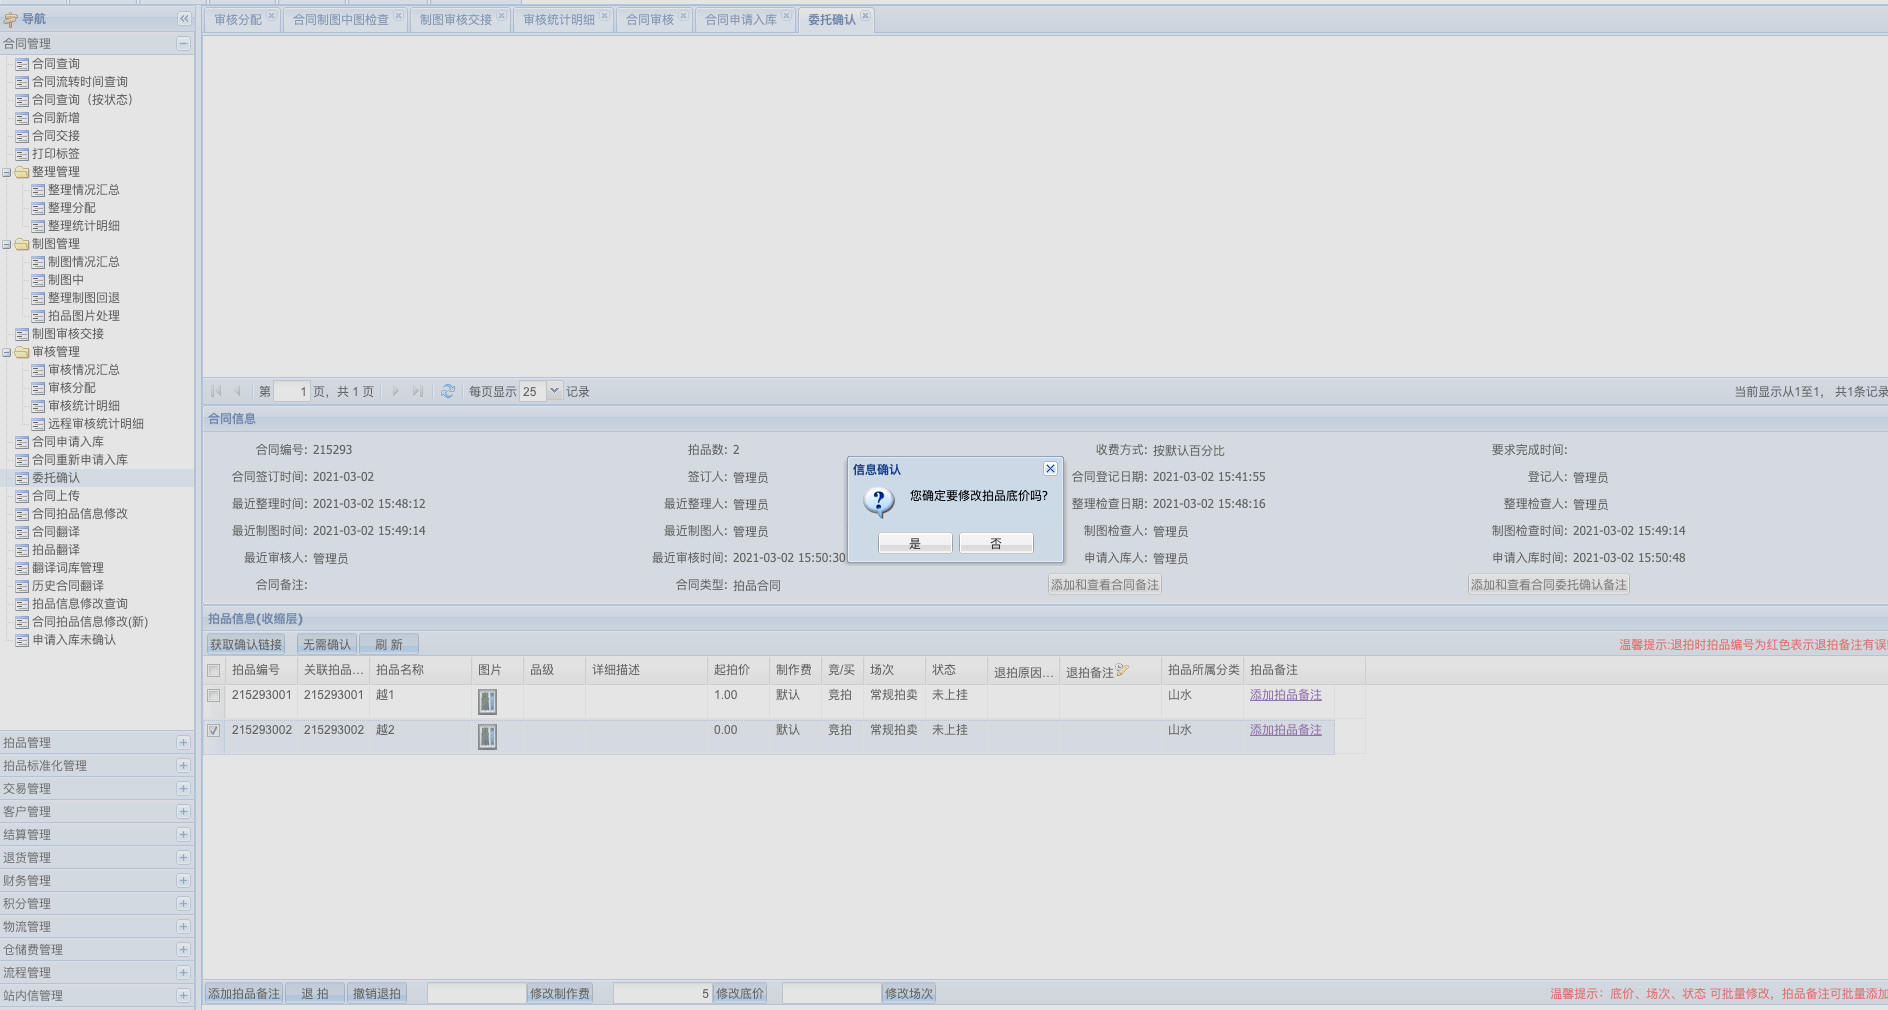 导航
合同管理
合同查询
合同流转时间查询
合同查询（按状态）
合同新增
合同交接
打印标签
整理管理
整理情况汇总
整理分配
整理统计明细
制图管理
制图情况汇总
制图中
整理制图回退
拍品图片处理
制图审核交接
审核管理
审核情况汇总
审核分配
审核统计明细
远程审核统计明细
合同申请入库
合同重新申请入库
委托确认
合同上传
合同拍品信息修改
合同翻译
拍品翻译
翻译词库管理
历史合同翻译
拍品信息修改查询
合同拍品信息修改(新)
申请入库未确认
拍品管理
拍品标准化管理
交易管理
客户管理
结算管理
退货管理
财务管理
积分管理
物流管理
仓储费管理
流程管理
站内信管理
审核分配 合同制图中图检查 制图审核交接 审核统计明细 合同审核 合同申请入库 委托确认
第 1 页，共 1 页 每页显示 25 记录 当前显示从1至1， 共1条记录
合同信息
合同编号: 215293 拍品数: 2 收费方式: 按默认百分比 要求完成时间:
合同签订时间: 2021-03-02 签订人: 管理员 合同登记日期: 2021-03-02 15:41:55 登记人: 管理员
最近整理时间: 2021-03-02 15:48:12 最近整理人: 管理员 整理检查日期: 2021-03-02 15:48:16 整理检查人: 管理员
最近制图时间: 2021-03-02 15:49:14 最近制图人: 管理员 制图检查人: 管理员 制图检查时间: 2021-03-02 15:49:14
最近审核人: 管理员 最近审核时间: 2021-03-02 15:50:30 申请入库人: 管理员 申请入库时间: 2021-03-02 15:50:48
合同备注: 合同类型: 拍品合同 添加和查看合同备注 添加和查看合同委托确认备注
信息确认
您确定要修改拍品底价吗?
是 否
拍品信息(收缩层)
获取确认链接 无需确认 刷 新 温馨提示:退拍时拍品编号为红色表示退拍备注有误
拍品编号 关联拍品... 拍品名称 图片 品级 详细描述 起拍价 制作费 竞/买 场次 状态 退拍原因... 退拍备注 拍品所属分类 拍品备注
215293001 215293001 越1 1.00 默认 竞拍 常规拍卖 未上挂 山水 添加拍品备注
215293002 215293002 越2 0.00 默认 竞拍 常规拍卖 未上挂 山水 添加拍品备注
添加拍品备注 退 拍 撤销退拍 修改制作费 5 修改底价 修改场次 温馨提示：底价、场次、状态 可批量修改，拍品备注可批量添加